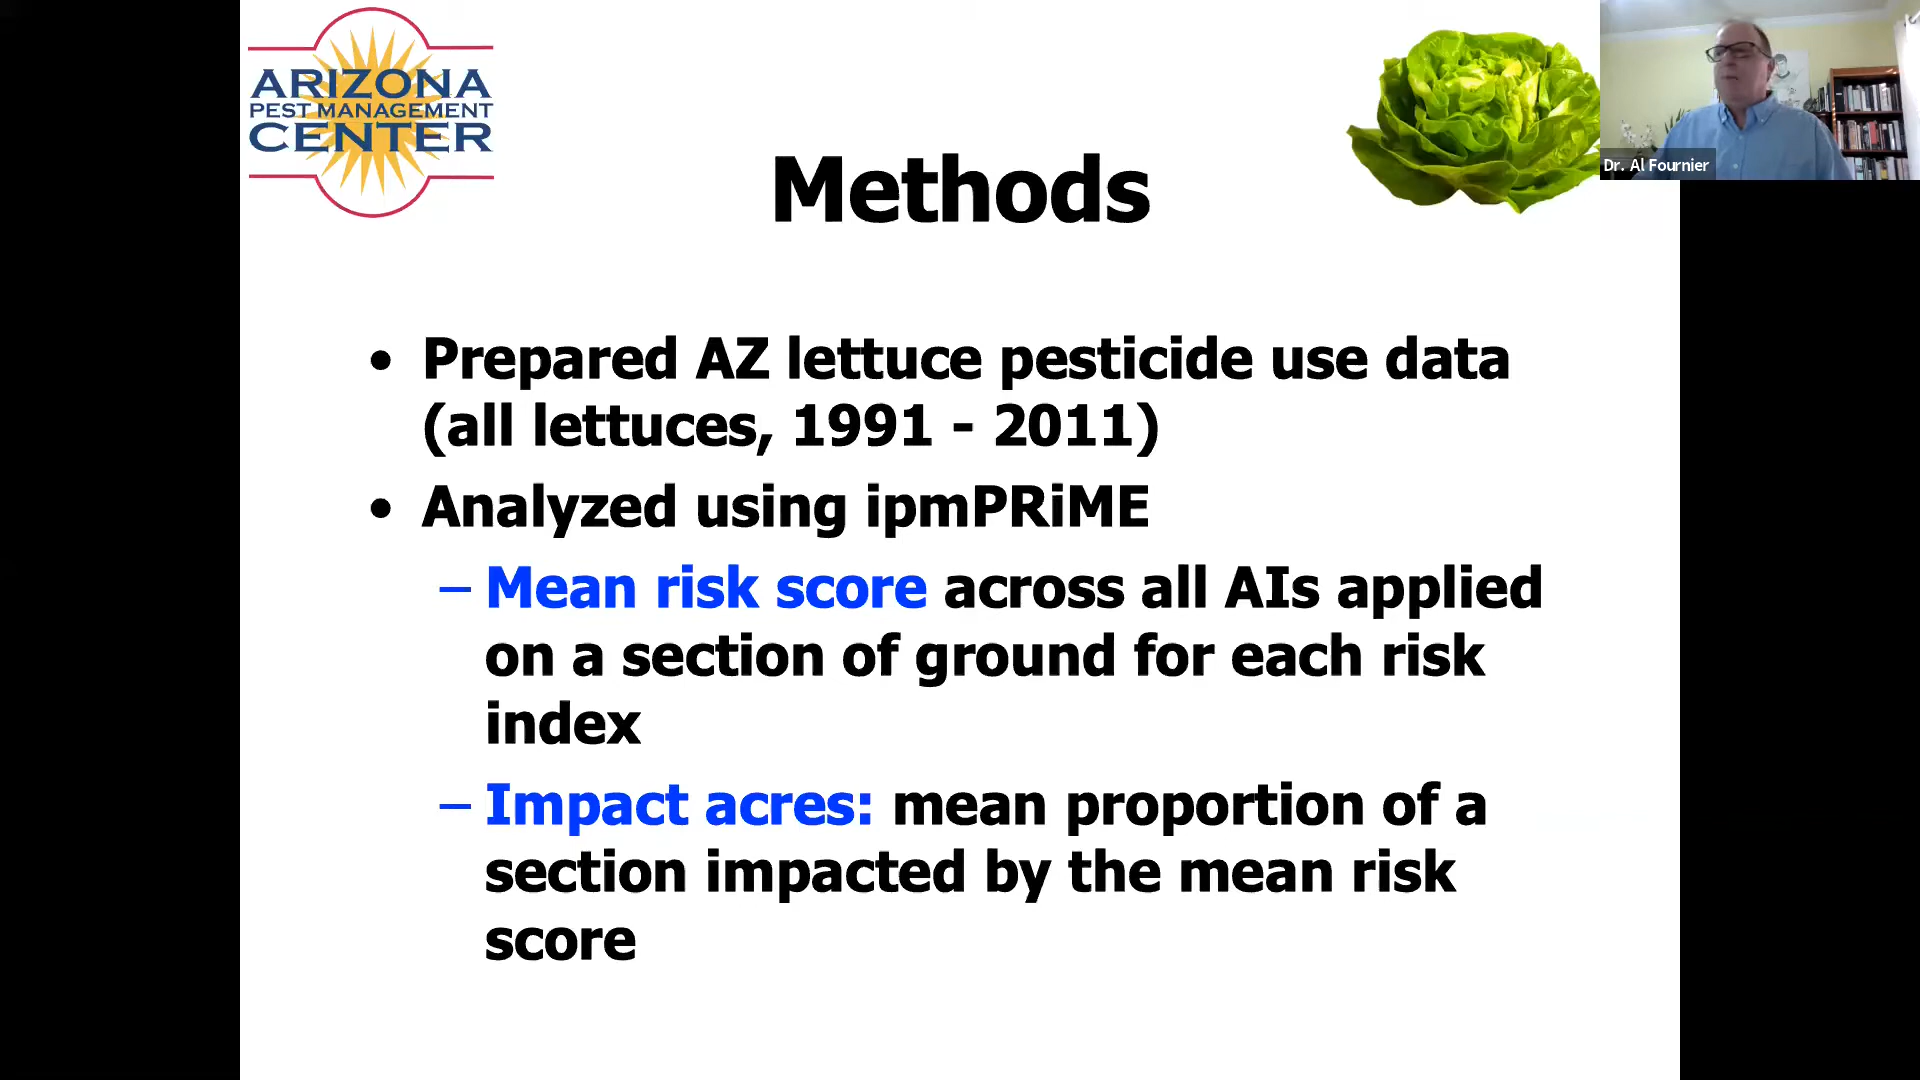 ARIZONA
PEST MANAGEMENT
CENTER
Dr. Al Fournier
Methods
• Prepared AZ lettuce pesticide use data
(all lettuces, 1991 - 2011)
• Analyzed using ipmPRiME
– Mean risk score across all AIs applied
on a section of ground for each risk
index
– Impact acres: mean proportion of a
section impacted by the mean risk
score